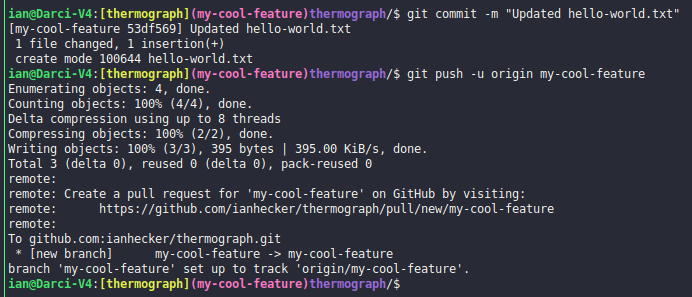 ian@Darci-V4:[thermograph](my-cool-feature)thermograph/$ git commit -m "Updated hello-world.txt"
[my-cool-feature 53df569] Updated hello-world.txt
 1 file changed, 1 insertion(+)
 create mode 100644 hello-world.txt
ian@Darci-V4:[thermograph](my-cool-feature)thermograph/$ git push -u origin my-cool-feature
Enumerating objects: 4, done.
Counting objects: 100% (4/4), done.
Delta compression using up to 8 threads
Compressing objects: 100% (2/2), done.
Writing objects: 100% (3/3), 395 bytes | 395.00 KiB/s, done.
Total 3 (delta 0), reused 0 (delta 0), pack-reused 0
remote:
remote: Create a pull request for 'my-cool-feature' on GitHub by visiting:
remote:      https://github.com/ianhecker/thermograph/pull/new/my-cool-feature
remote:
To github.com:ianhecker/thermograph.git
 * [new branch]      my-cool-feature -> my-cool-feature
branch 'my-cool-feature' set up to track 'origin/my-cool-feature'.
ian@Darci-V4:[thermograph](my-cool-feature)thermograph/$